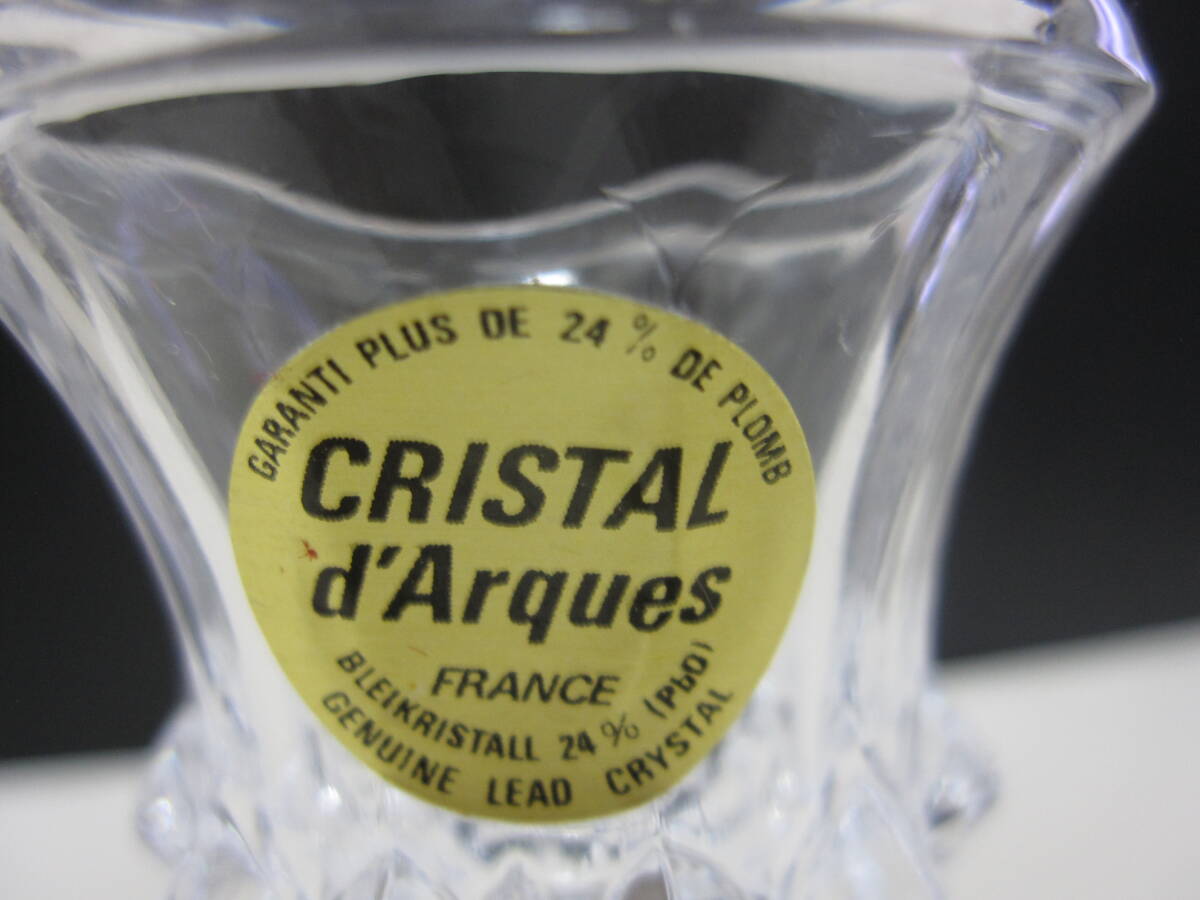 GARANTI PLUS DE 24 % DE PLOMB
CRISTAL
d'Arques
FRANCE
BLEIKRISTALL 24% (PbO)
GENUINE LEAD CRYSTAL